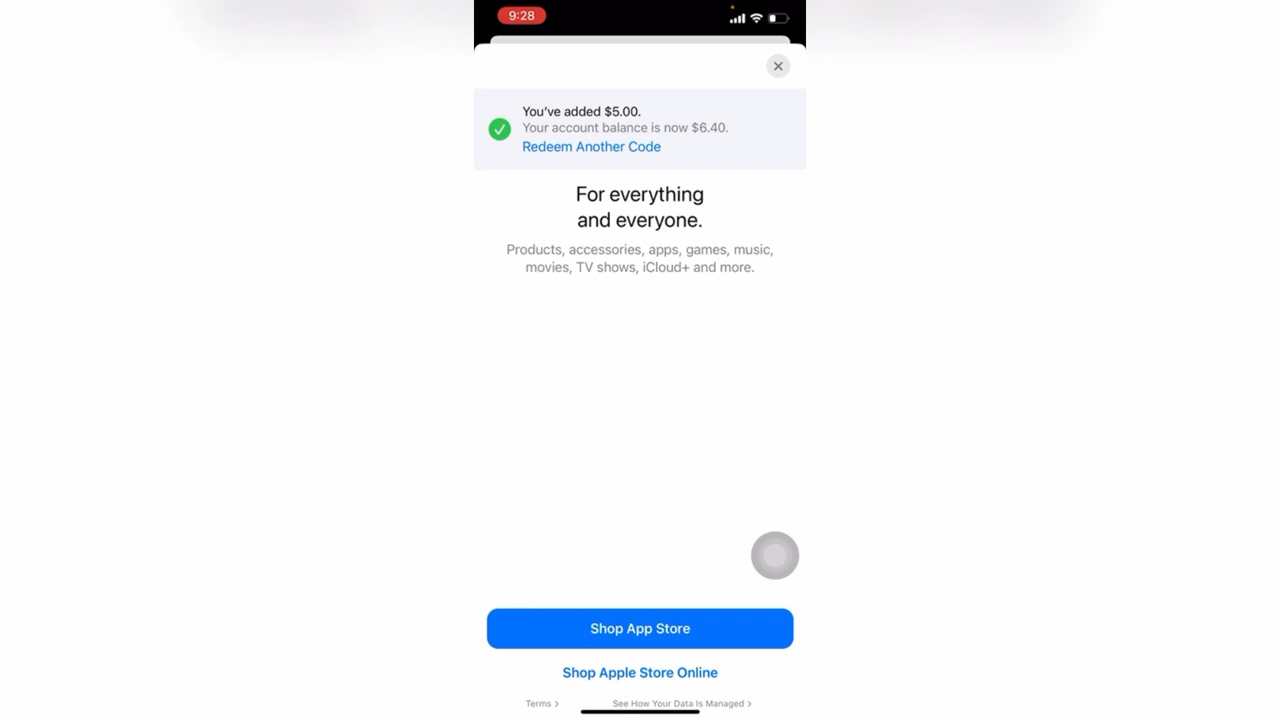 9:28
You've added $5.00.
Your account balance is now $6.40.
Redeem Another Code
For everything
and everyone.
Products, accessories, apps, games, music,
movies, TV shows, iCloud+ and more.
Shop App Store
Shop Apple Store Online
Terms >
See How Your Data Is Managed >